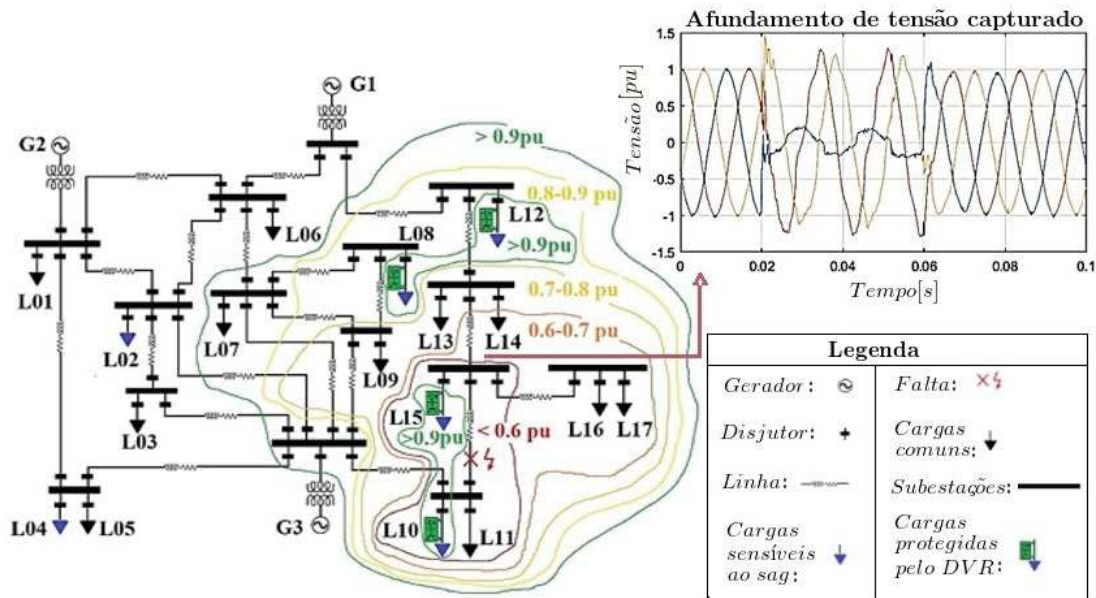 Afundamento de tensão capturado
1.5
1
0.5
0
-0.5
-1
-1.5
Tensão[pu]
0
0.02
0.04
0.06
0.08
0.1
Tempo[s]
G1
G2
> 0.9pu
0.8-0.9 pu
L12
L06
L08
>0.9pu
L01
0.7-0.8 pu
L02
L07
L13
L14
0.6-0.7 pu
L09
L03
L15
>0.9pu
< 0.6 pu
L16
L17
L04
L05
G3
L10
L11
Legenda
Gerador:
Falta:
Disjutor:
Cargas
comuns:
Linha:
Subestações:
Cargas
sensíveis
ao sag:
Cargas
protegidas
pelo DVR: